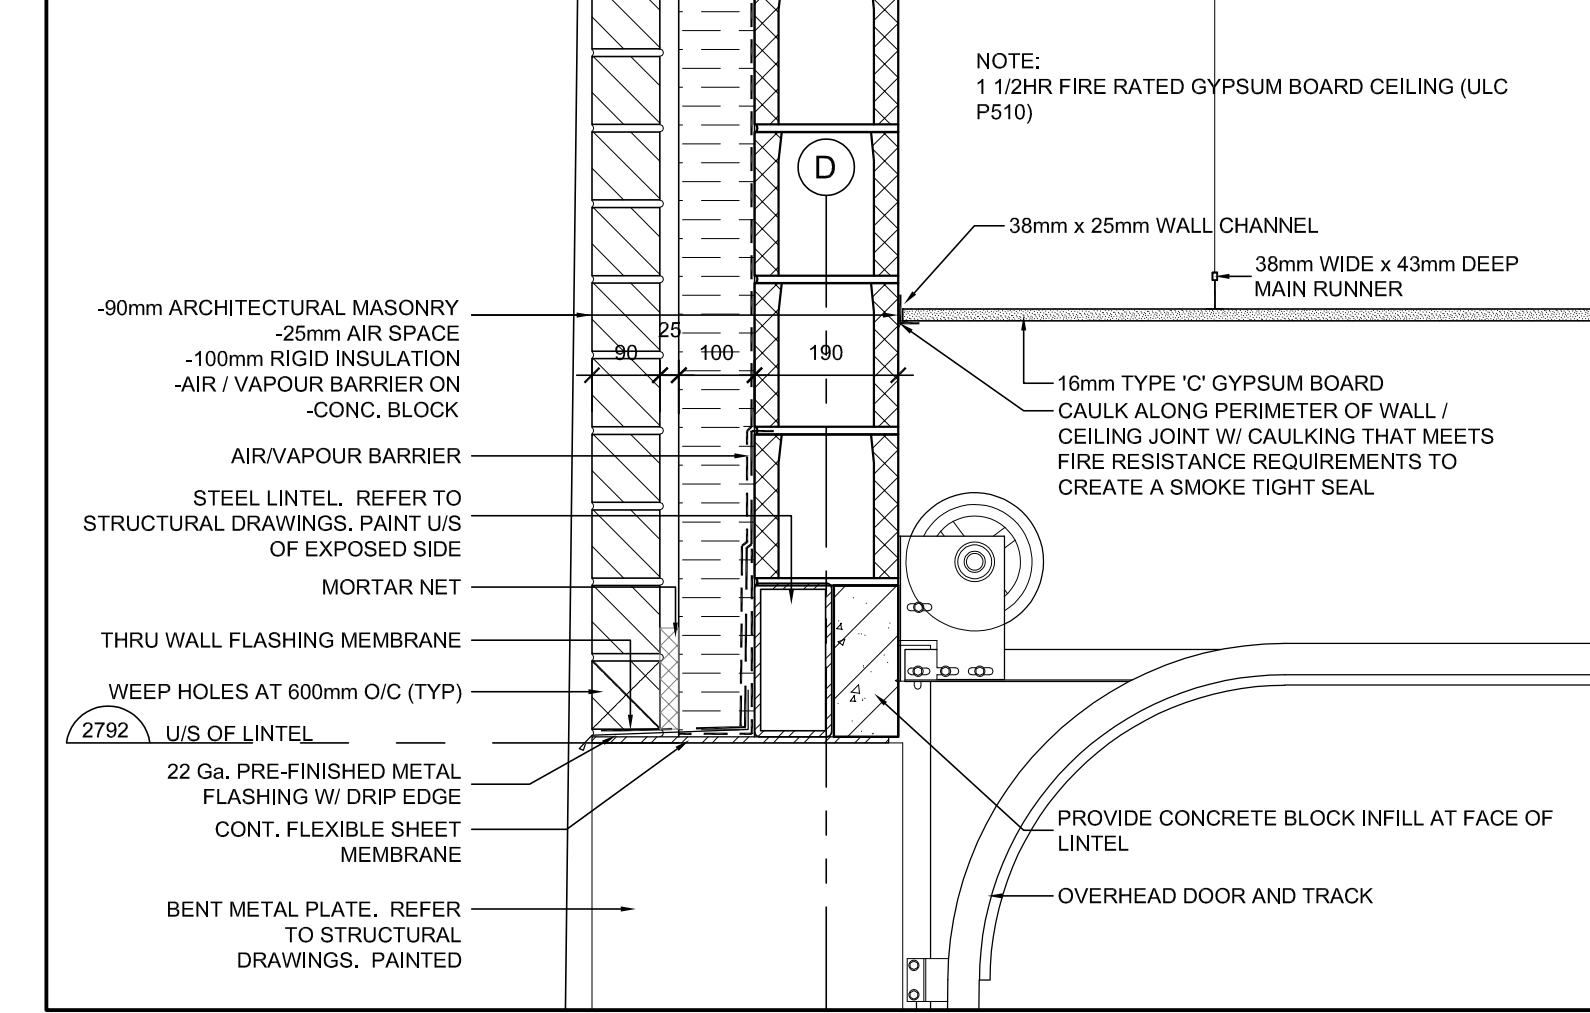 NOTE:
1 1/2HR FIRE RATED GYPSUM BOARD CEILING (ULC
P510)
D
38mm x 25mm WALL CHANNEL
38mm WIDE x 43mm DEEP
MAIN RUNNER
-90mm ARCHITECTURAL MASONRY
-25mm AIR SPACE
-100mm RIGID INSULATION
-AIR / VAPOUR BARRIER ON
-CONC. BLOCK
25
90
100
190
16mm TYPE 'C' GYPSUM BOARD
CAULK ALONG PERIMETER OF WALL /
CEILING JOINT W/ CAULKING THAT MEETS
FIRE RESISTANCE REQUIREMENTS TO
CREATE A SMOKE TIGHT SEAL
AIR/VAPOUR BARRIER
STEEL LINTEL. REFER TO
STRUCTURAL DRAWINGS. PAINT U/S
OF EXPOSED SIDE
MORTAR NET
THRU WALL FLASHING MEMBRANE
WEEP HOLES AT 600mm O/C (TYP)
2792
U/S OF LINTEL
22 Ga. PRE-FINISHED METAL
FLASHING W/ DRIP EDGE
CONT. FLEXIBLE SHEET
MEMBRANE
BENT METAL PLATE. REFER
TO STRUCTURAL
DRAWINGS. PAINTED
PROVIDE CONCRETE BLOCK INFILL AT FACE OF
LINTEL
OVERHEAD DOOR AND TRACK